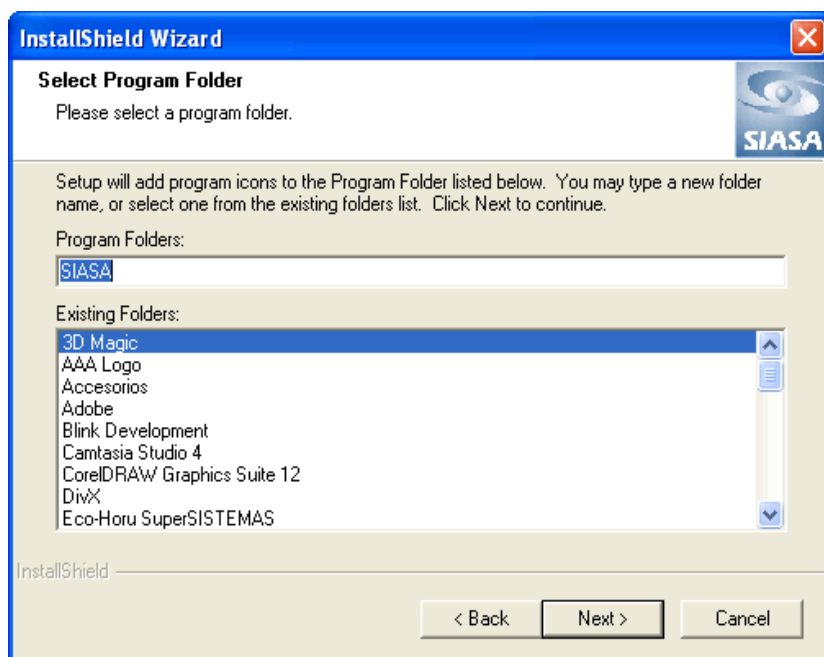 InstallShield Wizard
Select Program Folder
Please select a program folder.
SIASA
Setup will add program icons to the Program Folder listed below.  You may type a new folder
name, or select one from the existing folders list.  Click Next to continue.
Program Folders:
SIASA
Existing Folders:
3D Magic
AAA Logo
Accesorios
Adobe
Blink Development
Camtasia Studio 4
CorelDRAW Graphics Suite 12
DivX
Eco-Horu SuperSISTEMAS
InstallShield
< Back Next > Cancel